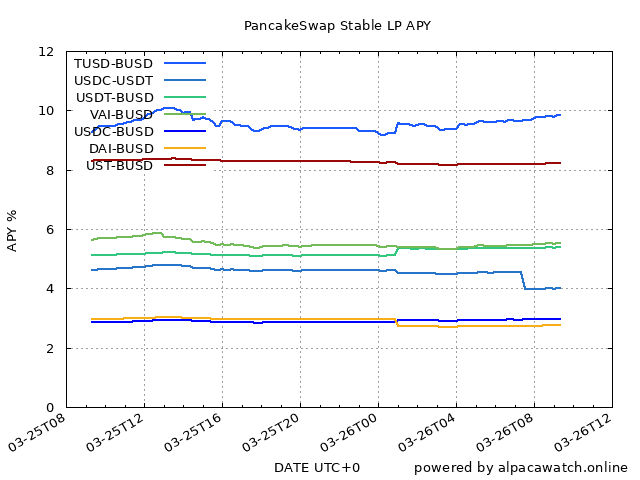 PancakeSwap Stable LP APY
12
10
8
6
4
2
0
APY %
TUSD-BUSD
USDC-USDT
USDT-BUSD
VAI-BUSD
USDC-BUSD
DAI-BUSD
UST-BUSD
03-25T08
03-25T12
03-25T16
03-25T20
03-26T00
03-26T04
03-26T08
03-26T12
DATE UTC+0
powered by alpacawatch.online